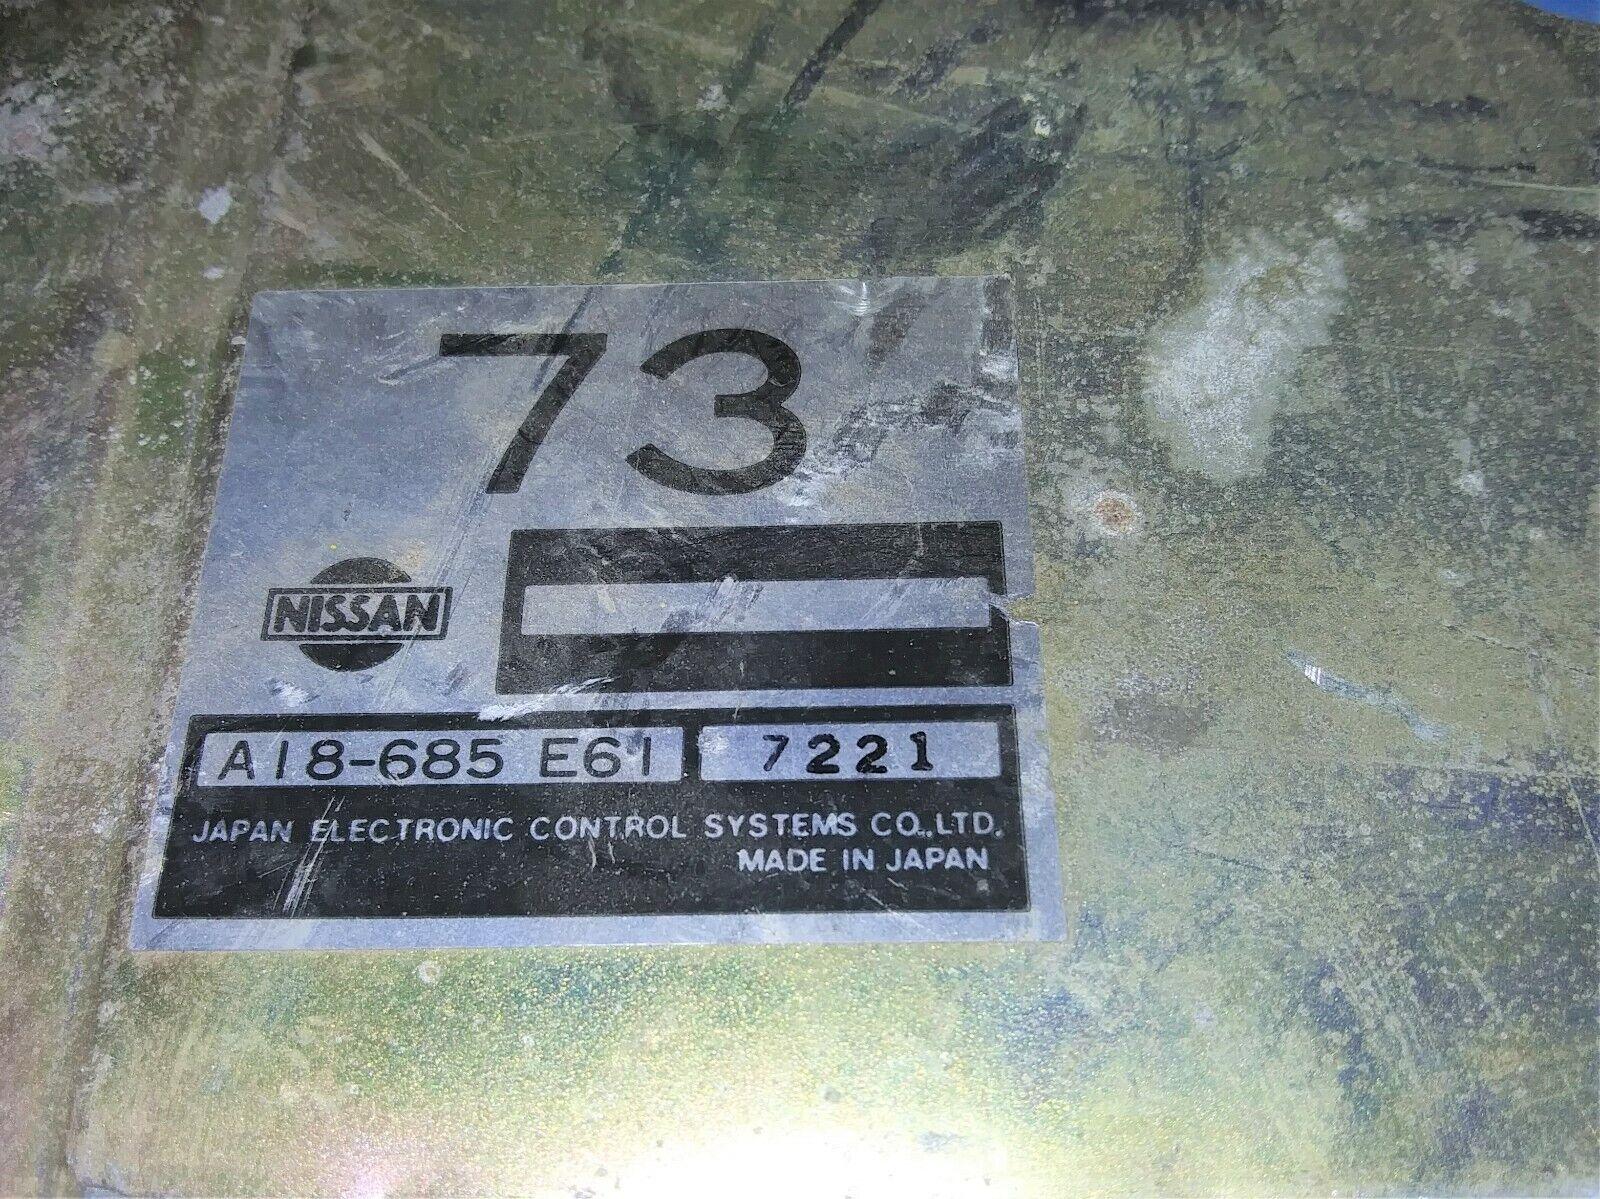 73
NISSAN
A18-685 E61 7221
JAPAN ELECTRONIC CONTROL SYSTEMS CO.,LTD.
MADE IN JAPAN